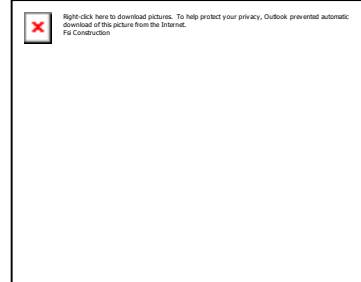 Right-click here to download pictures. To help protect your privacy, Outlook prevented automatic
download of this picture from the Internet.
Fsi Construction